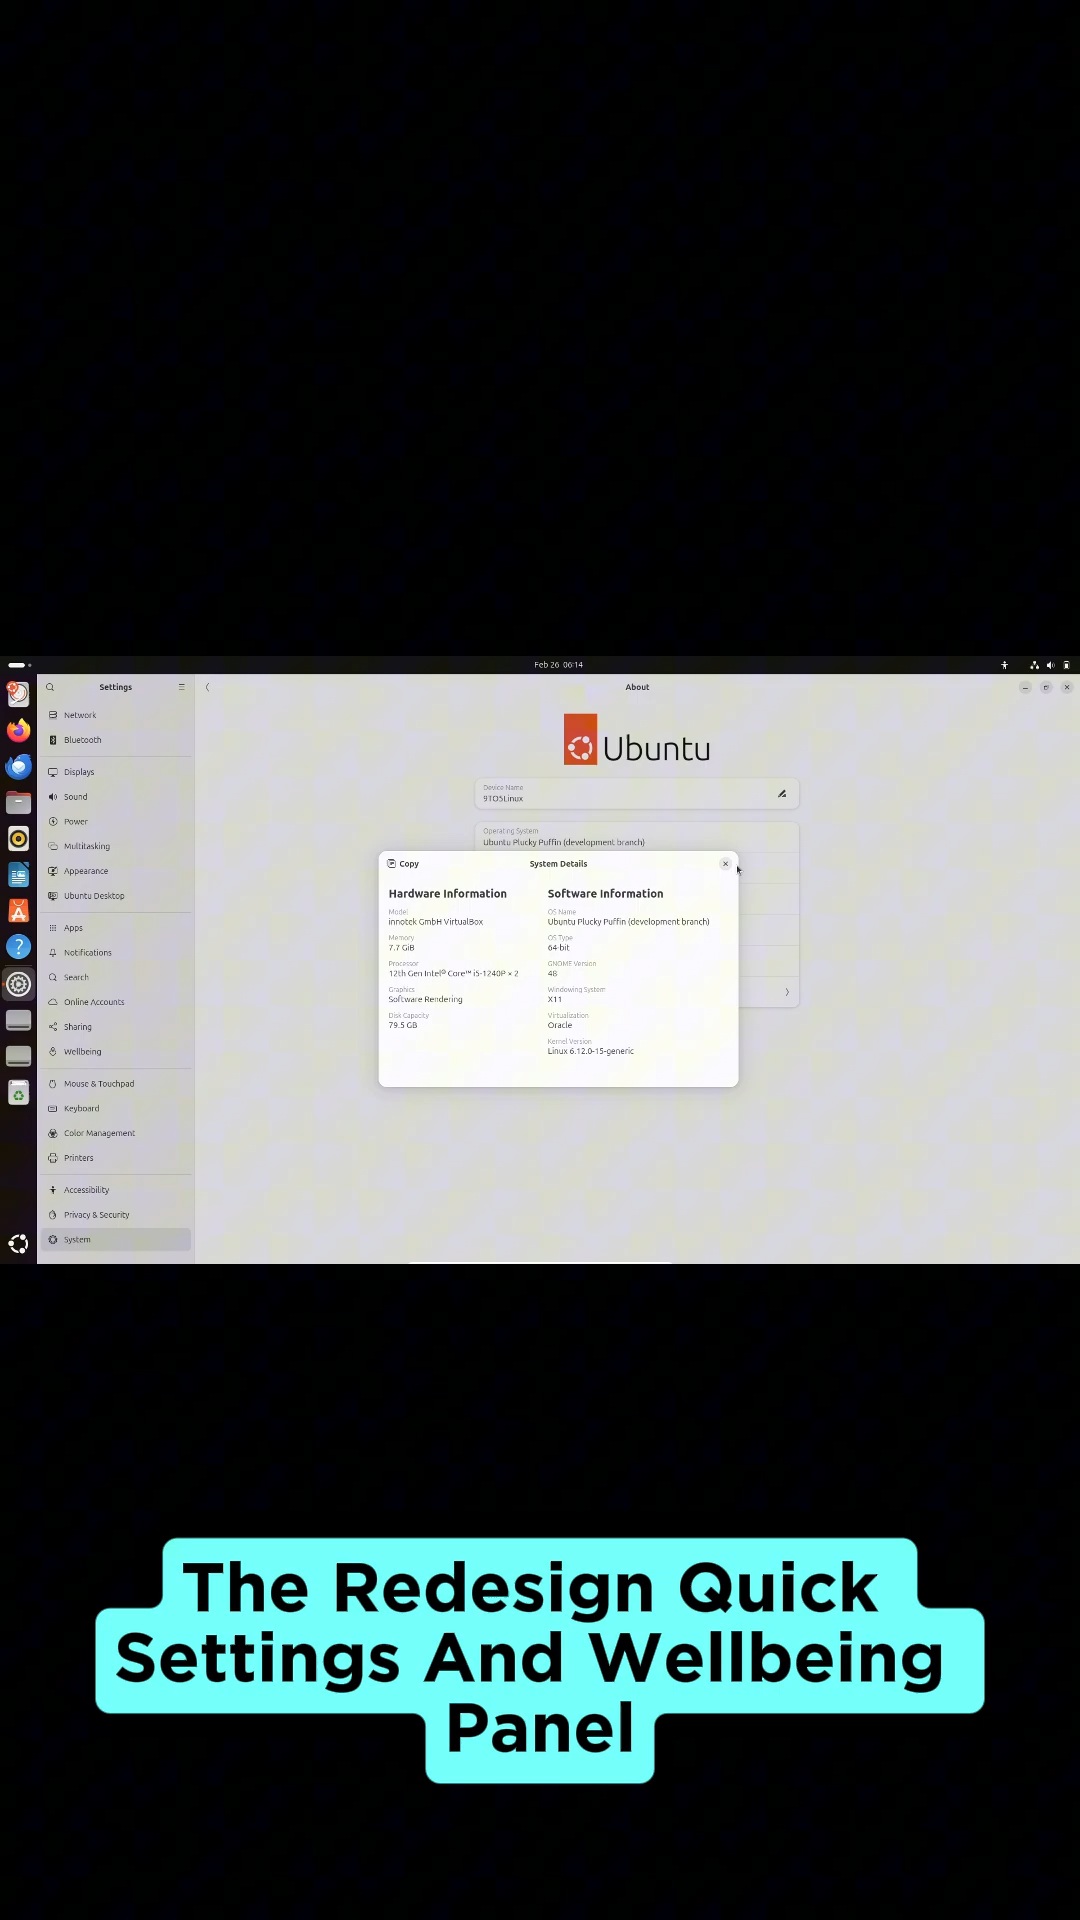 Feb 26 06:14
Settings
About
Network
Bluetooth
Displays
Sound
Power
Multitasking
Appearance
Ubuntu Desktop
Apps
Notifications
Search
Online Accounts
Sharing
Wellbeing
Mouse & Touchpad
Keyboard
Color Management
Printers
Accessibility
Privacy & Security
System
Ubuntu
Device Name
9TO5Linux
Operating System
Ubuntu Plucky Puffin (development branch)
Copy
System Details
Hardware Information
Model
innotek GmbH VirtualBox
Memory
7.7 GiB
Processor
12th Gen Intel® Core™ i5-1240P × 2
Graphics
Software Rendering
Disk Capacity
79.5 GB
Software Information
OS Name
Ubuntu Plucky Puffin (development branch)
OS Type
64-bit
GNOME Version
48
Windowing System
X11
Virtualization
Oracle
Kernel Version
Linux 6.12.0-15-generic
The Redesign Quick
Settings And Wellbeing
Panel